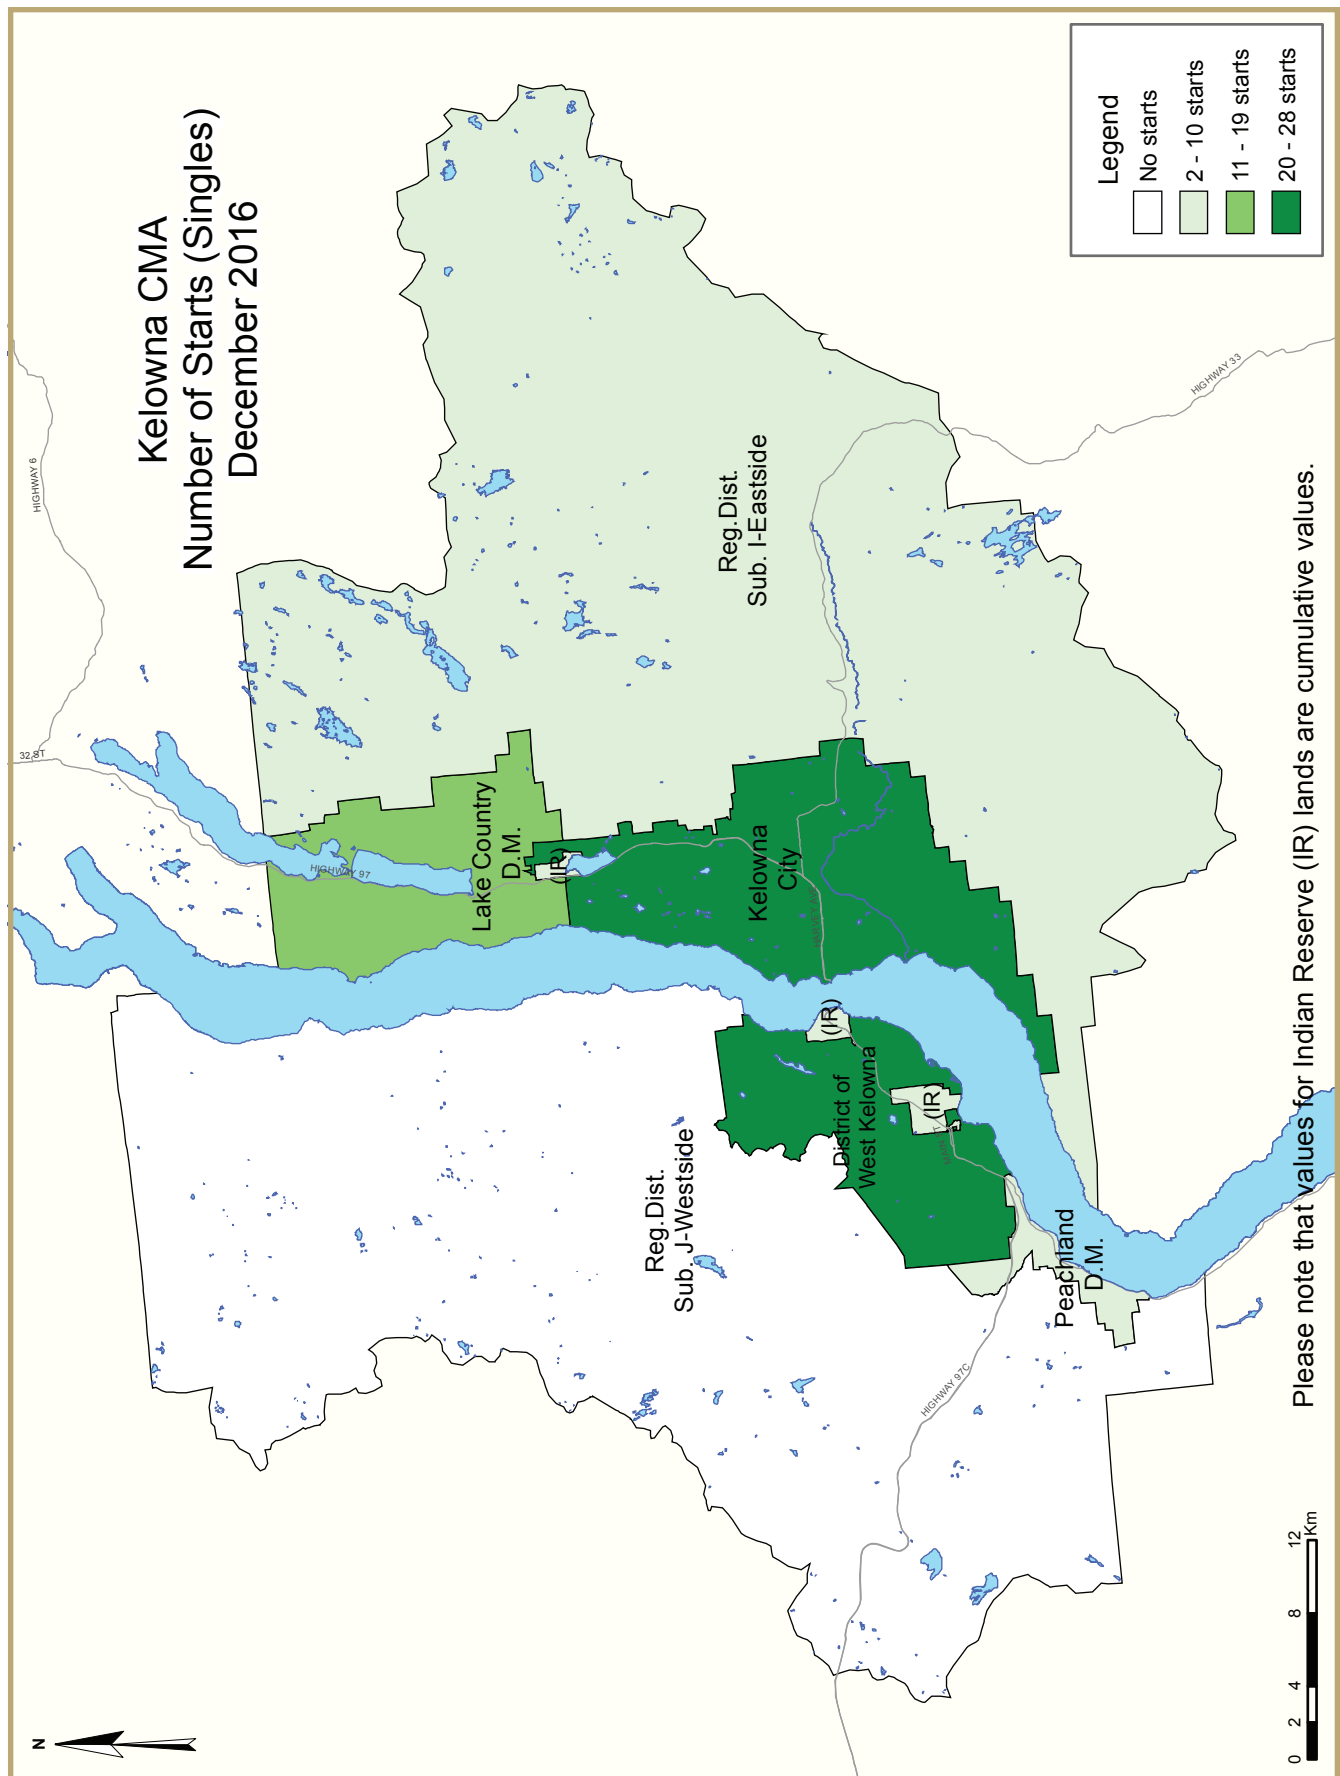 Kelowna CMA
Number of Starts (Singles)
December 2016
Legend
No starts
2 - 10 starts
11 - 19 starts
20 - 28 starts
HIGHWAY 6
32 ST
HIGHWAY 97
Lake Country
D.M.
(IR)
Kelowna
City
Reg.Dist.
Sub. I-Eastside
HIGHWAY 33
(IR)
District of
West Kelowna
(IR)
Reg.Dist.
Sub. J-Westside
Peachland
D.M.
HIGHWAY 97C
N
0 2 4 8 12
Km
Please note that values for Indian Reserve (IR) lands are cumulative values.